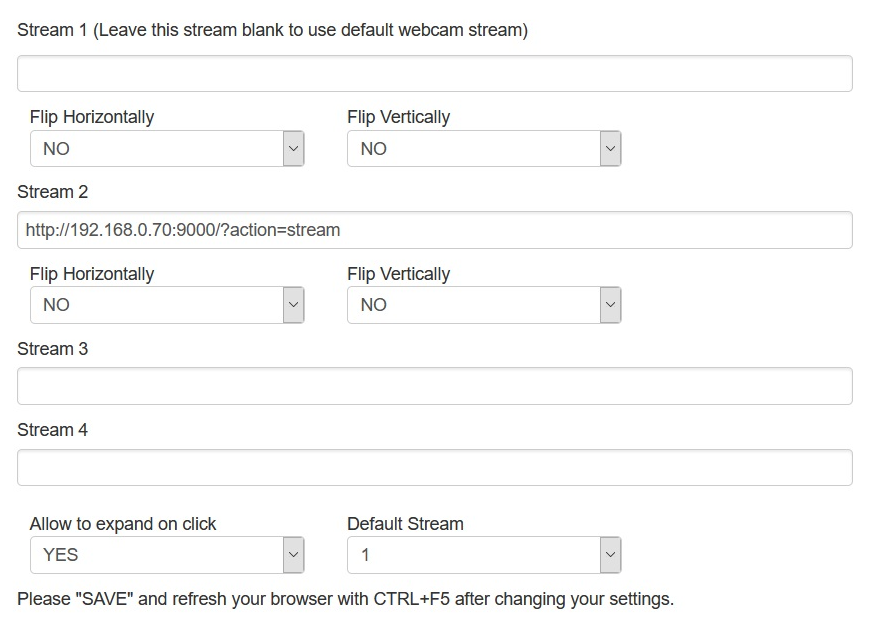 Stream 1 (Leave this stream blank to use default webcam stream)
Flip Horizontally Flip Vertically
NO NO
Stream 2
http://192.168.0.70:9000/?action=stream
Flip Horizontally Flip Vertically
NO NO
Stream 3
Stream 4
Allow to expand on click Default Stream
YES 1
Please "SAVE" and refresh your browser with CTRL+F5 after changing your settings.